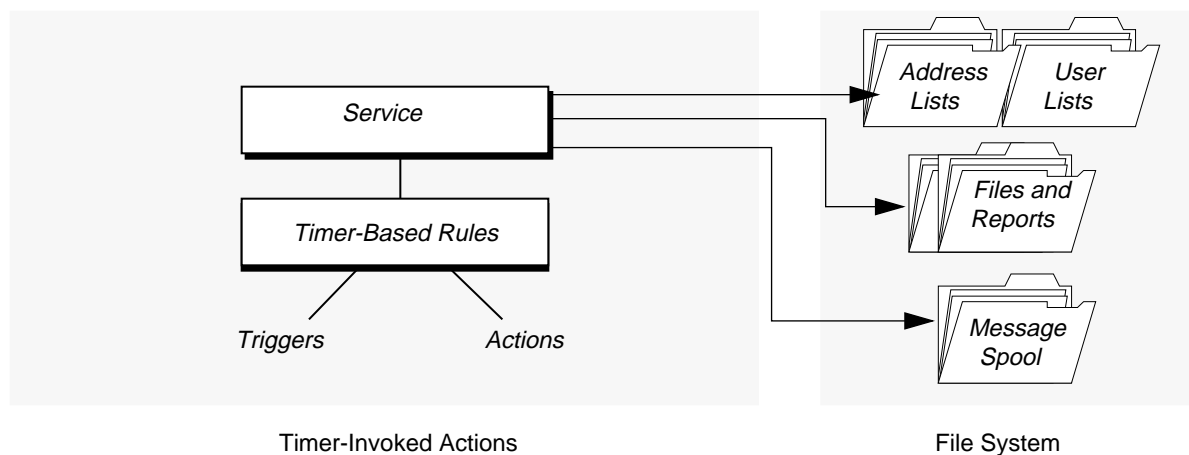 Service
Timer-Based Rules
Triggers
Actions
Address
Lists
User
Lists
Files and
Reports
Message
Spool
Timer-Invoked Actions
File System